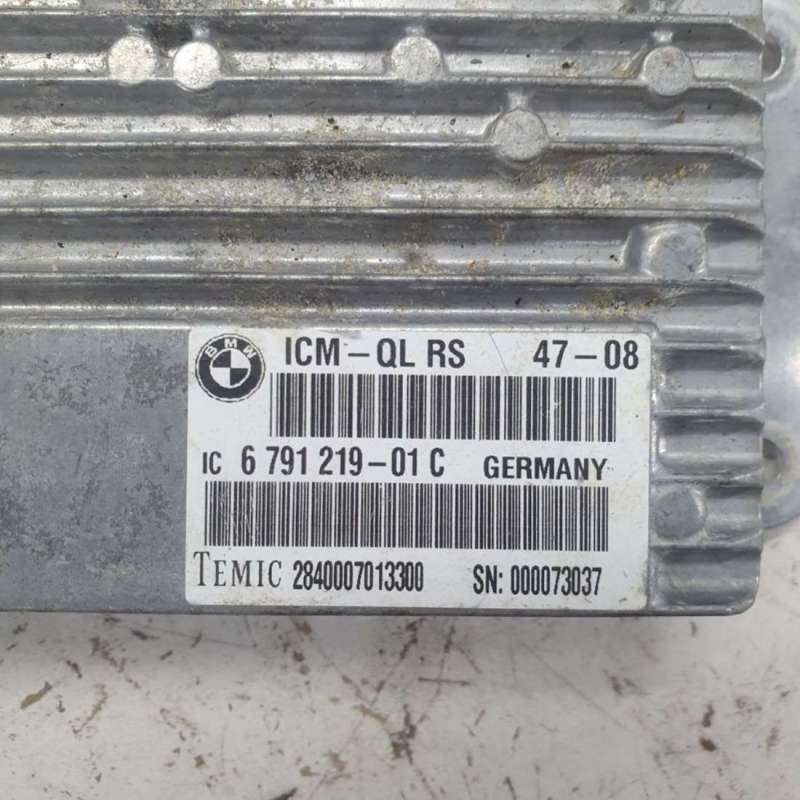 BMW
ICM-QL RS 47-08
IC 6 791 219-01 C GERMANY
TEMIC 2840007013300 SN: 000073037